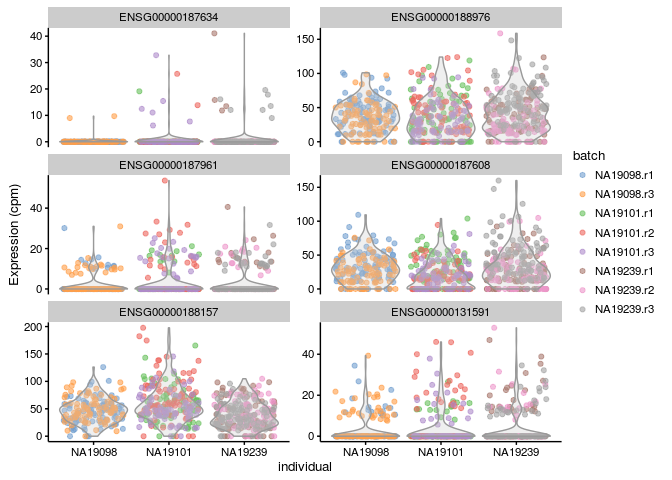 ENSG00000187634
ENSG00000188976
40
30
20
10
0
150
100
50
0
ENSG00000187961
ENSG00000187608
40
20
0
150
100
50
0
ENSG00000188157
ENSG00000131591
200
150
100
50
0
40
20
0
NA19098 NA19101 NA19239
NA19098 NA19101 NA19239
individual
Expression (cpm)
batch
NA19098.r1
NA19098.r3
NA19101.r1
NA19101.r2
NA19101.r3
NA19239.r1
NA19239.r2
NA19239.r3